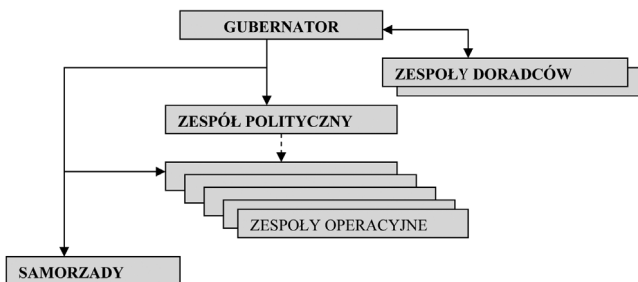 GUBERNATOR
ZESPOŁY DORADCÓW
ZESPÓŁ POLITYCZNY
ZESPOŁY OPERACYJNE
SAMORZADY